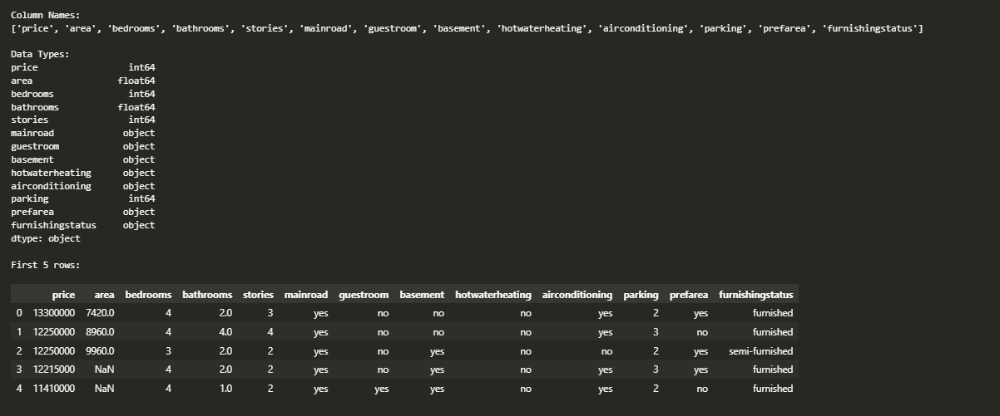 Column Names:
['price', 'area', 'bedrooms', 'bathrooms', 'stories', 'mainroad', 'guestroom', 'basement', 'hotwaterheating', 'airconditioning', 'parking', 'prefarea', 'furnishingstatus']
Data Types:
price int64
area float64
bedrooms int64
bathrooms float64
stories int64
mainroad object
guestroom object
basement object
hotwaterheating object
airconditioning object
parking int64
prefarea object
furnishingstatus object
dtype: object
First 5 rows:
price area bedrooms bathrooms stories mainroad guestroom basement hotwaterheating airconditioning parking prefarea furnishingstatus
0 13300000 7420.0 4 2.0 3 yes no no no yes 2 yes furnished
1 12250000 8960.0 4 4.0 4 yes no no no yes 3 no furnished
2 12250000 9960.0 3 2.0 2 yes no yes no no 2 yes semi-furnished
3 12215000 NaN 4 2.0 2 yes no yes no yes 3 yes furnished
4 11410000 NaN 4 1.0 2 yes yes yes no yes 2 no furnished